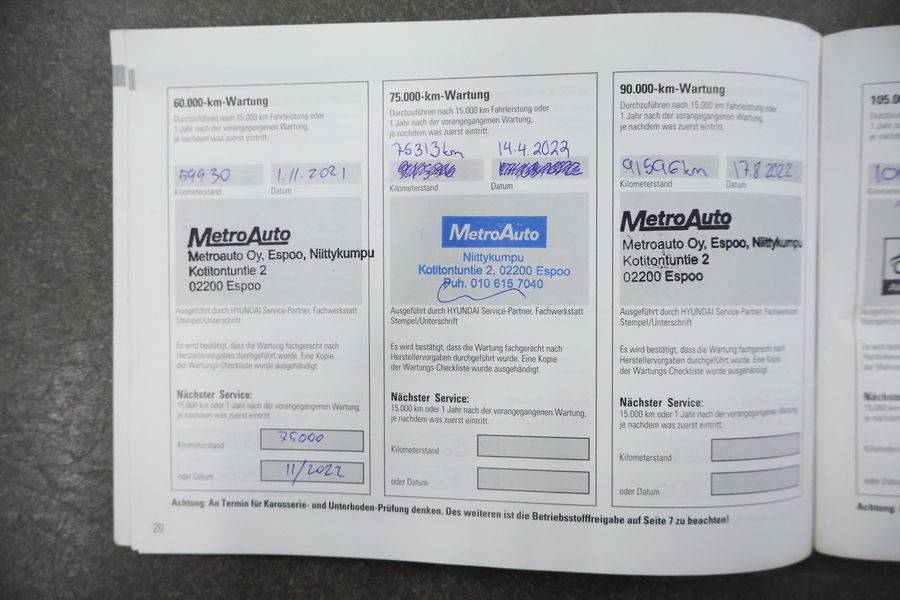 60.000-km-Wartung
Durchzuführen nach 15.000 km Fahrleistung oder
1 Jahr nach der vorangegangenen Wartung,
je nachdem was zuerst eintritt.
59930
1.11.2021
Kilometerstand
Datum
MetroAuto
Metroauto Oy, Espoo, Niittykumpu
Kotitontuntie 2
02200 Espoo
Ausgeführt durch HYUNDAI Service-Partner, Fachwerkstatt
Stempel/Unterschrift
Es wird bestätigt, dass die Wartung fachgerecht nach
Herstellervorgaben durchgeführt wurde. Eine Kopie
der Wartungs-Checkliste wurde ausgehändigt.
Nächster Service:
15.000 km oder 1 Jahr nach der vorangegangenen Wartung,
je nachdem was zuerst eintritt.
Kilometerstand
75000
oder Datum
11/2022
75.000-km-Wartung
Durchzuführen nach 15.000 km Fahrleistung oder
1 Jahr nach der vorangegangenen Wartung,
je nachdem was zuerst eintritt.
75313km
14.4.2022
Kilometerstand
Datum
MetroAuto
Niittykumpu
Kotitontuntie 2, 02200 Espoo
Puh. 010 615 7040
Ausgeführt durch HYUNDAI Service-Partner, Fachwerkstatt
Stempel/Unterschrift
Es wird bestätigt, dass die Wartung fachgerecht nach
Herstellervorgaben durchgeführt wurde. Eine Kopie
der Wartungs-Checkliste wurde ausgehändigt.
Nächster Service:
15.000 km oder 1 Jahr nach der vorangegangenen Wartung,
je nachdem was zuerst eintritt.
Kilometerstand
oder Datum
90.000-km-Wartung
Durchzuführen nach 15.000 km Fahrleistung oder
1 Jahr nach der vorangegangenen Wartung,
je nachdem was zuerst eintritt.
91596km
17.8.2022
Kilometerstand
Datum
MetroAuto
Metroauto Oy, Espoo, Niittykumpu
Kotitontuntie 2
02200 Espoo
Ausgeführt durch HYUNDAI Service-Partner, Fachwerkstatt
Stempel/Unterschrift
Es wird bestätigt, dass die Wartung fachgerecht nach
Herstellervorgaben durchgeführt wurde. Eine Kopie
der Wartungs-Checkliste wurde ausgehändigt.
Nächster Service:
15.000 km oder 1 Jahr nach der vorangegangenen Wartung,
je nachdem was zuerst eintritt.
Kilometerstand
oder Datum
Achtung: An Termin für Karosserie- und Unterboden-Prüfung denken. Des weiteren ist die Betriebsstofffreigabe auf Seite 7 zu beachten!
20